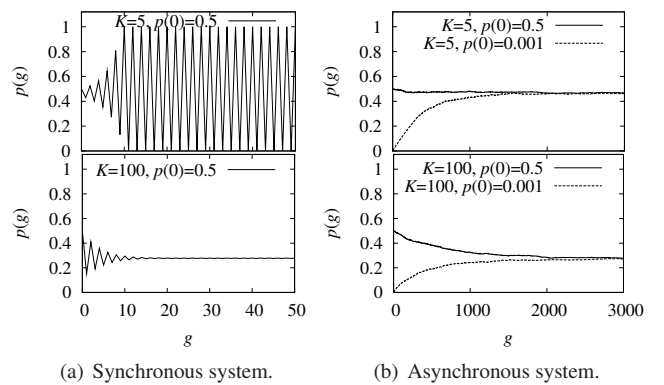 K=5, p(0)=0.5
p(g)
1
0.8
0.6
0.4
0.2
0
K=100, p(0)=0.5
p(g)
1
0.8
0.6
0.4
0.2
0
0 10 20 30 40 50
g
(a) Synchronous system.
K=5, p(0)=0.5
K=5, p(0)=0.001
p(g)
1
0.8
0.6
0.4
0.2
0
K=100, p(0)=0.5
K=100, p(0)=0.001
p(g)
1
0.8
0.6
0.4
0.2
0
0 1000 2000 3000
g
(b) Asynchronous system.